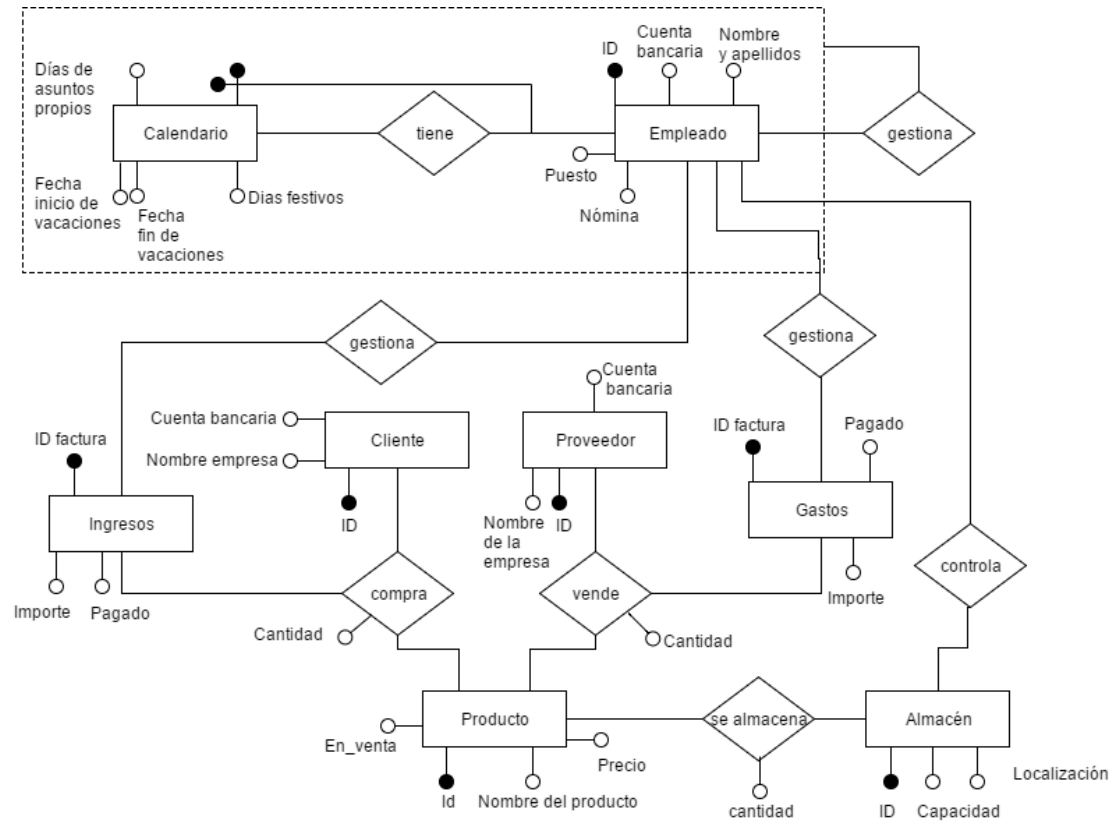 Días de
asuntos
propios
ID
Cuenta
bancaria
Nombre
y apellidos
Calendario
tiene
Empleado
gestiona
Puesto
Fecha
inicio de
vacaciones
Fecha
fin de
vacaciones
Dias festivos
Nómina
gestiona
gestiona
Cuenta
bancaria
Cuenta bancaria
Nombre empresa
Cliente
ID
Proveedor
Nombre
de la
empresa
ID
ID factura
Pagado
Gastos
Importe
ID factura
Ingresos
Importe
Pagado
compra
Cantidad
vende
Cantidad
controla
Producto
En_venta
Id
Nombre del producto
Precio
se almacena
cantidad
Almacén
ID
Capacidad
Localización